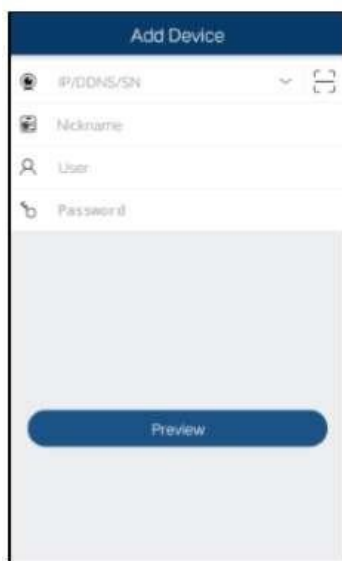 Add Device
IP/DDNS/SN
Nickname
User
Password
Preview